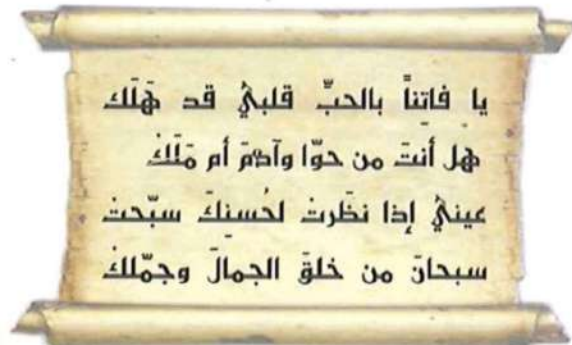 يا فاتناً بالحبِّ قلبيْ قد هَلَك
هَل أنتَ من حوّا وآدمَ أم مَلَكْ
عينيْ إذا نظَرتْ لحُسنِكَ سبّحتْ
سبحانَ من خلقَ الجمالَ وجمّلكْ